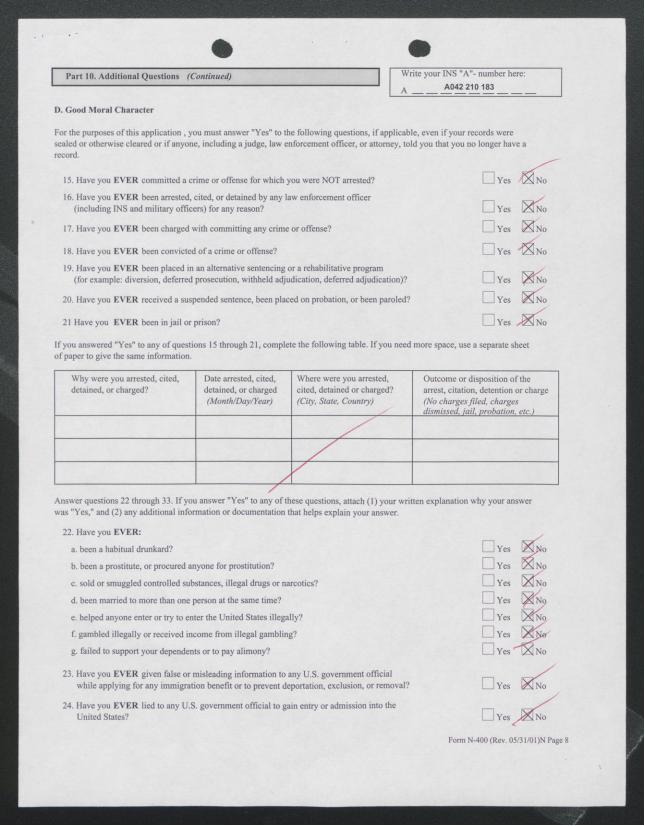 Part 10. Additional Questions (Continued)
Write your INS "A"- number here:
A A042 210 183
D. Good Moral Character
For the purposes of this application , you must answer "Yes" to the following questions, if applicable, even if your records were
sealed or otherwise cleared or if anyone, including a judge, law enforcement officer, or attorney, told you that you no longer have a
record.
15. Have you EVER committed a crime or offense for which you were NOT arrested? Yes No
16. Have you EVER been arrested, cited, or detained by any law enforcement officer
(including INS and military officers) for any reason? Yes No
17. Have you EVER been charged with committing any crime or offense? Yes No
18. Have you EVER been convicted of a crime or offense? Yes No
19. Have you EVER been placed in an alternative sentencing or a rehabilitative program
(for example: diversion, deferred prosecution, withheld adjudication, deferred adjudication)? Yes No
20. Have you EVER received a suspended sentence, been placed on probation, or been paroled? Yes No
21 Have you EVER been in jail or prison? Yes No
If you answered "Yes" to any of questions 15 through 21, complete the following table. If you need more space, use a separate sheet
of paper to give the same information.
Why were you arrested, cited,
detained, or charged?
Date arrested, cited,
detained, or charged
(Month/Day/Year)
Where were you arrested,
cited, detained or charged?
(City, State, Country)
Outcome or disposition of the
arrest, citation, detention or charge
(No charges filed, charges
dismissed, jail, probation, etc.)
Answer questions 22 through 33. If you answer "Yes" to any of these questions, attach (1) your written explanation why your answer
was "Yes," and (2) any additional information or documentation that helps explain your answer.
22. Have you EVER:
a. been a habitual drunkard? Yes No
b. been a prostitute, or procured anyone for prostitution? Yes No
c. sold or smuggled controlled substances, illegal drugs or narcotics? Yes No
d. been married to more than one person at the same time? Yes No
e. helped anyone enter or try to enter the United States illegally? Yes No
f. gambled illegally or received income from illegal gambling? Yes No
g. failed to support your dependents or to pay alimony? Yes No
23. Have you EVER given false or misleading information to any U.S. government official
while applying for any immigration benefit or to prevent deportation, exclusion, or removal? Yes No
24. Have you EVER lied to any U.S. government official to gain entry or admission into the
United States? Yes No
Form N-400 (Rev. 05/31/01)N Page 8